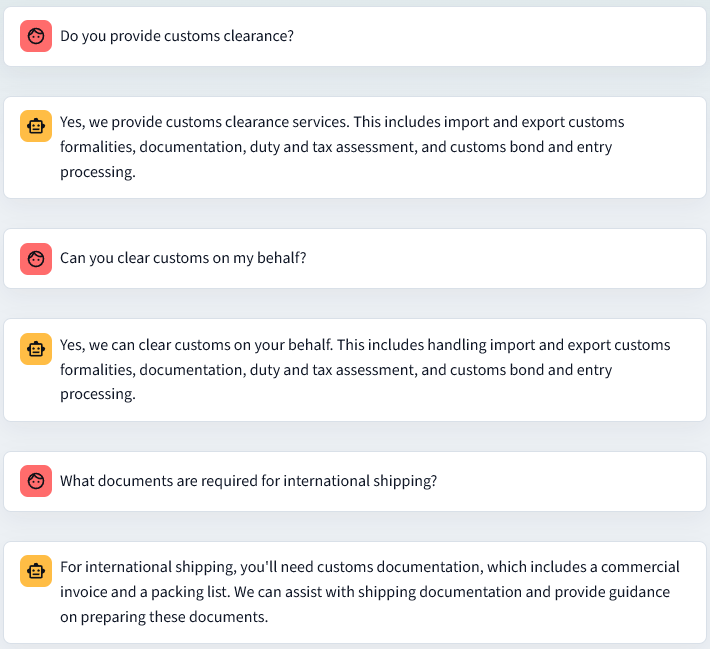 Do you provide customs clearance?
Yes, we provide customs clearance services. This includes import and export customs
formalities, documentation, duty and tax assessment, and customs bond and entry
processing.
Can you clear customs on my behalf?
Yes, we can clear customs on your behalf. This includes handling import and export customs
formalities, documentation, duty and tax assessment, and customs bond and entry
processing.
What documents are required for international shipping?
For international shipping, you'll need customs documentation, which includes a commercial
invoice and a packing list. We can assist with shipping documentation and provide guidance
on preparing these documents.